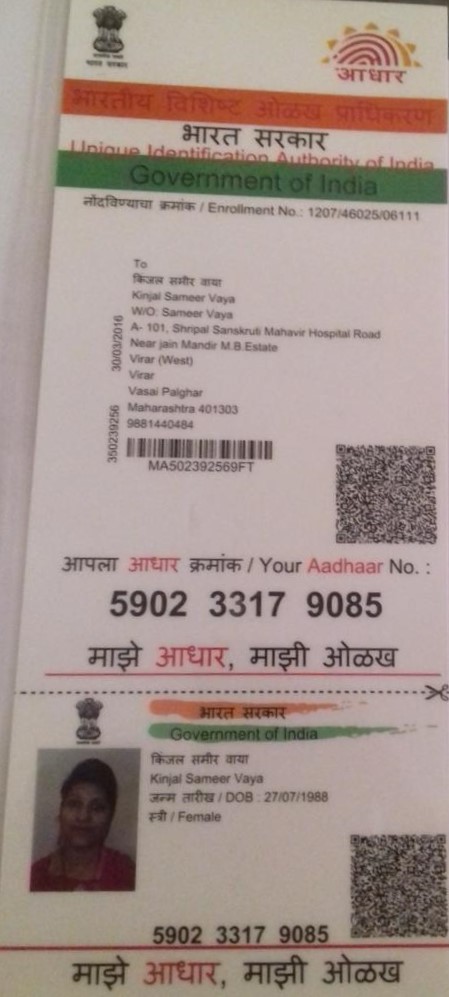 भारत सरकार
आधार
भारतीय विशिष्ट ओळख प्राधिकरण
भारत सरकार
Unique Identification Authority of India
Government of India
नोंदविण्याचा क्रमांक / Enrollment No.: 1207/46025/06111
To
किंजल समीर वाया
Kinjal Sameer Vaya
W/O: Sameer Vaya
A- 101, Shripal Sanskruti Mahavir Hospital Road
Near jain Mandir M.B.Estate
Virar (West)
Virar
Vasai Palghar
Maharashtra 401303
9881440484
30/03/2016
350239256
MA502392569FT
आपला आधार क्रमांक / Your Aadhaar No. :
5902 3317 9085
माझे आधार, माझी ओळख
भारत सरकार
Government of India
किंजल समीर वाया
Kinjal Sameer Vaya
जन्म तारीख / DOB : 27/07/1988
स्त्री / Female
5902 3317 9085
माझे आधार, माझी ओळख